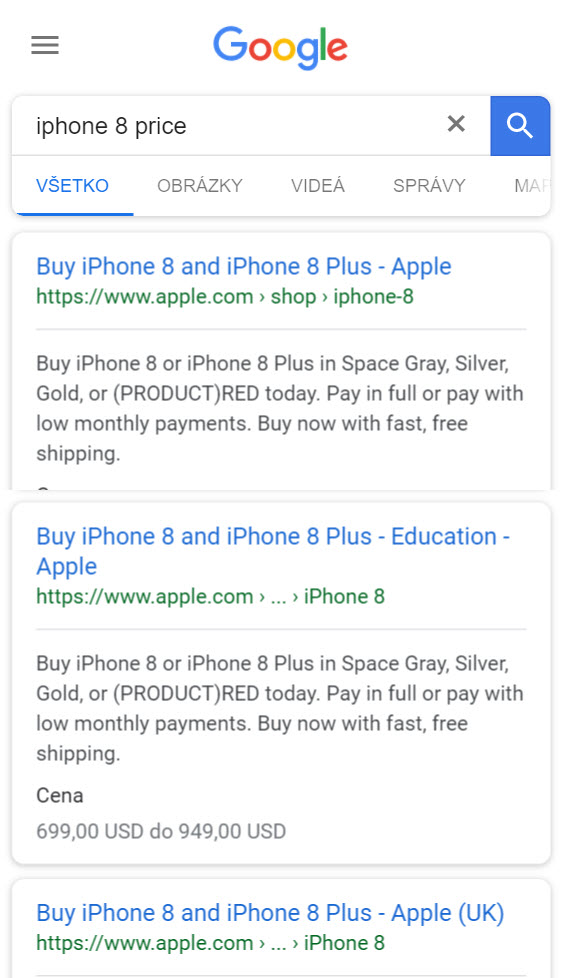 Google
iphone 8 price
VŠETKO OBRÁZKY VIDEÁ SPRÁVY
Buy iPhone 8 and iPhone 8 Plus - Apple
https://www.apple.com › shop › iphone-8
Buy iPhone 8 or iPhone 8 Plus in Space Gray, Silver,
Gold, or (PRODUCT)RED today. Pay in full or pay with
low monthly payments. Buy now with fast, free
shipping.
Buy iPhone 8 and iPhone 8 Plus - Education -
Apple
https://www.apple.com › ... › iPhone 8
Buy iPhone 8 or iPhone 8 Plus in Space Gray, Silver,
Gold, or (PRODUCT)RED today. Pay in full or pay with
low monthly payments. Buy now with fast, free
shipping.
Cena
699,00 USD do 949,00 USD
Buy iPhone 8 and iPhone 8 Plus - Apple (UK)
https://www.apple.com › ... › iPhone 8